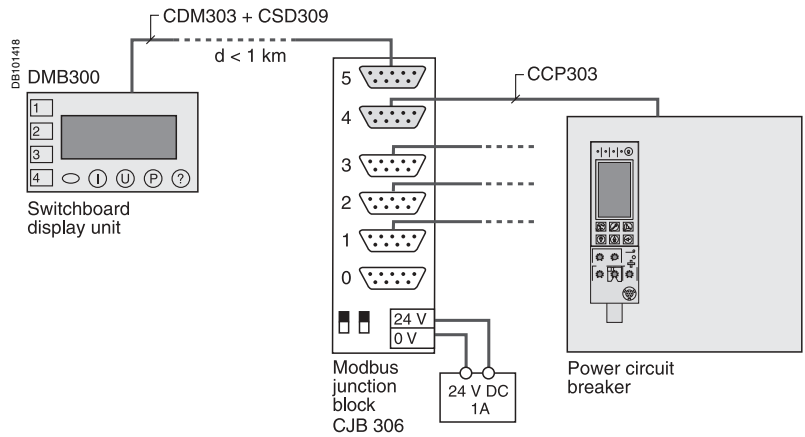 CDM303 + CSD309
d < 1 km
DB101418
DMB300
1
2
3
4
I
U
P
?
Switchboard
display unit
5
4
3
2
1
0
24 V
0 V
Modbus
junction
block
CJB 306
24 V DC
1A
CCP303
Power circuit
breaker